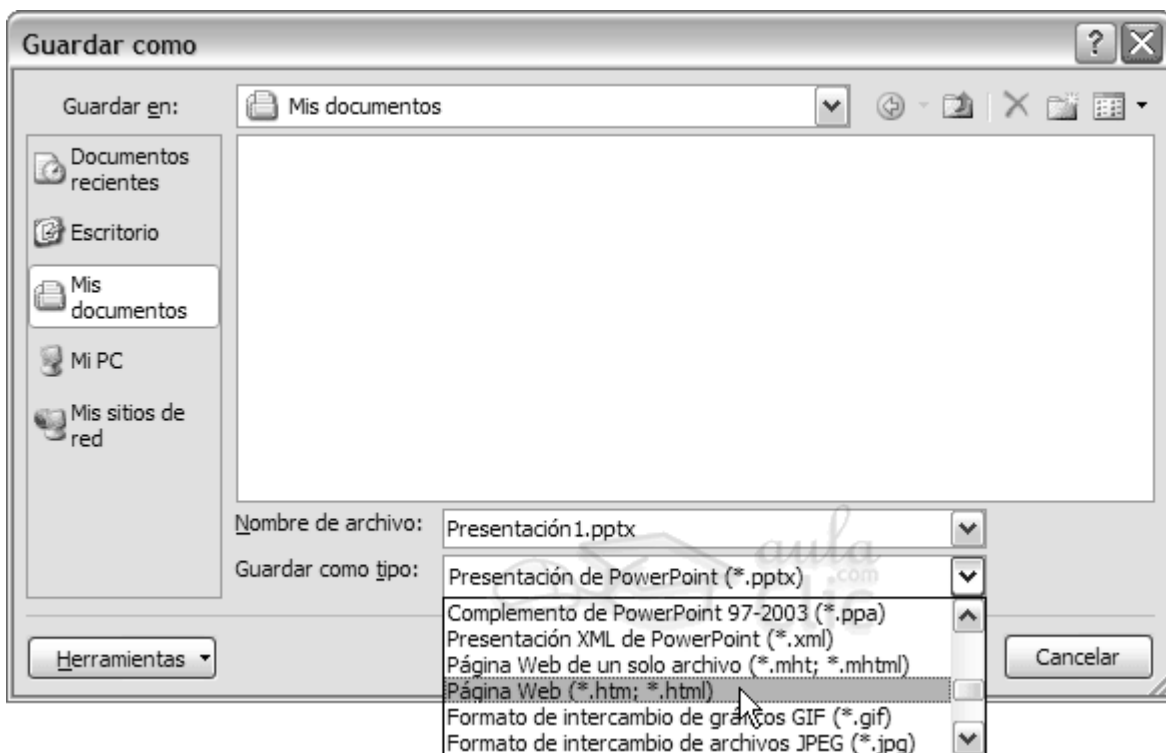 Guardar como
Guardar en:
Mis documentos
Documentos
recientes
Escritorio
Mis
documentos
Mi PC
Mis sitios de
red
Nombre de archivo:
Presentación1.pptx
Guardar como tipo:
Presentación de PowerPoint (*.pptx)
aula
.com
Clic
Complemento de PowerPoint 97-2003 (*.ppa)
Presentación XML de PowerPoint (*.xml)
Página Web de un solo archivo (*.mht; *.mhtml)
Página Web (*.htm; *.html)
Formato de intercambio de gráficos GIF (*.gif)
Formato de intercambio de archivos JPEG (*.jpg)
Herramientas
Cancelar